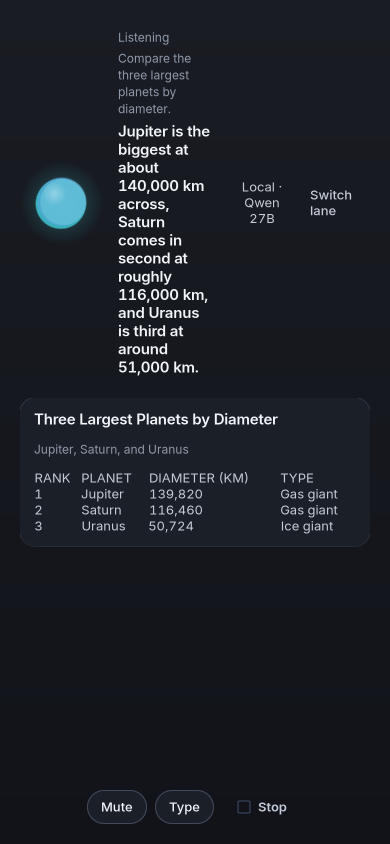 Listening
Compare the
three largest
planets by
diameter.
Jupiter is the
biggest at
about
140,000 km
across,
Saturn
comes in
second at
roughly
116,000 km,
and Uranus
is third at
around
51,000 km.
Local ·
Qwen
27B
Switch
lane
Three Largest Planets by Diameter
Jupiter, Saturn, and Uranus
RANK PLANET DIAMETER (KM) TYPE
1 Jupiter 139,820 Gas giant
2 Saturn 116,460 Gas giant
3 Uranus 50,724 Ice giant
Mute Type Stop